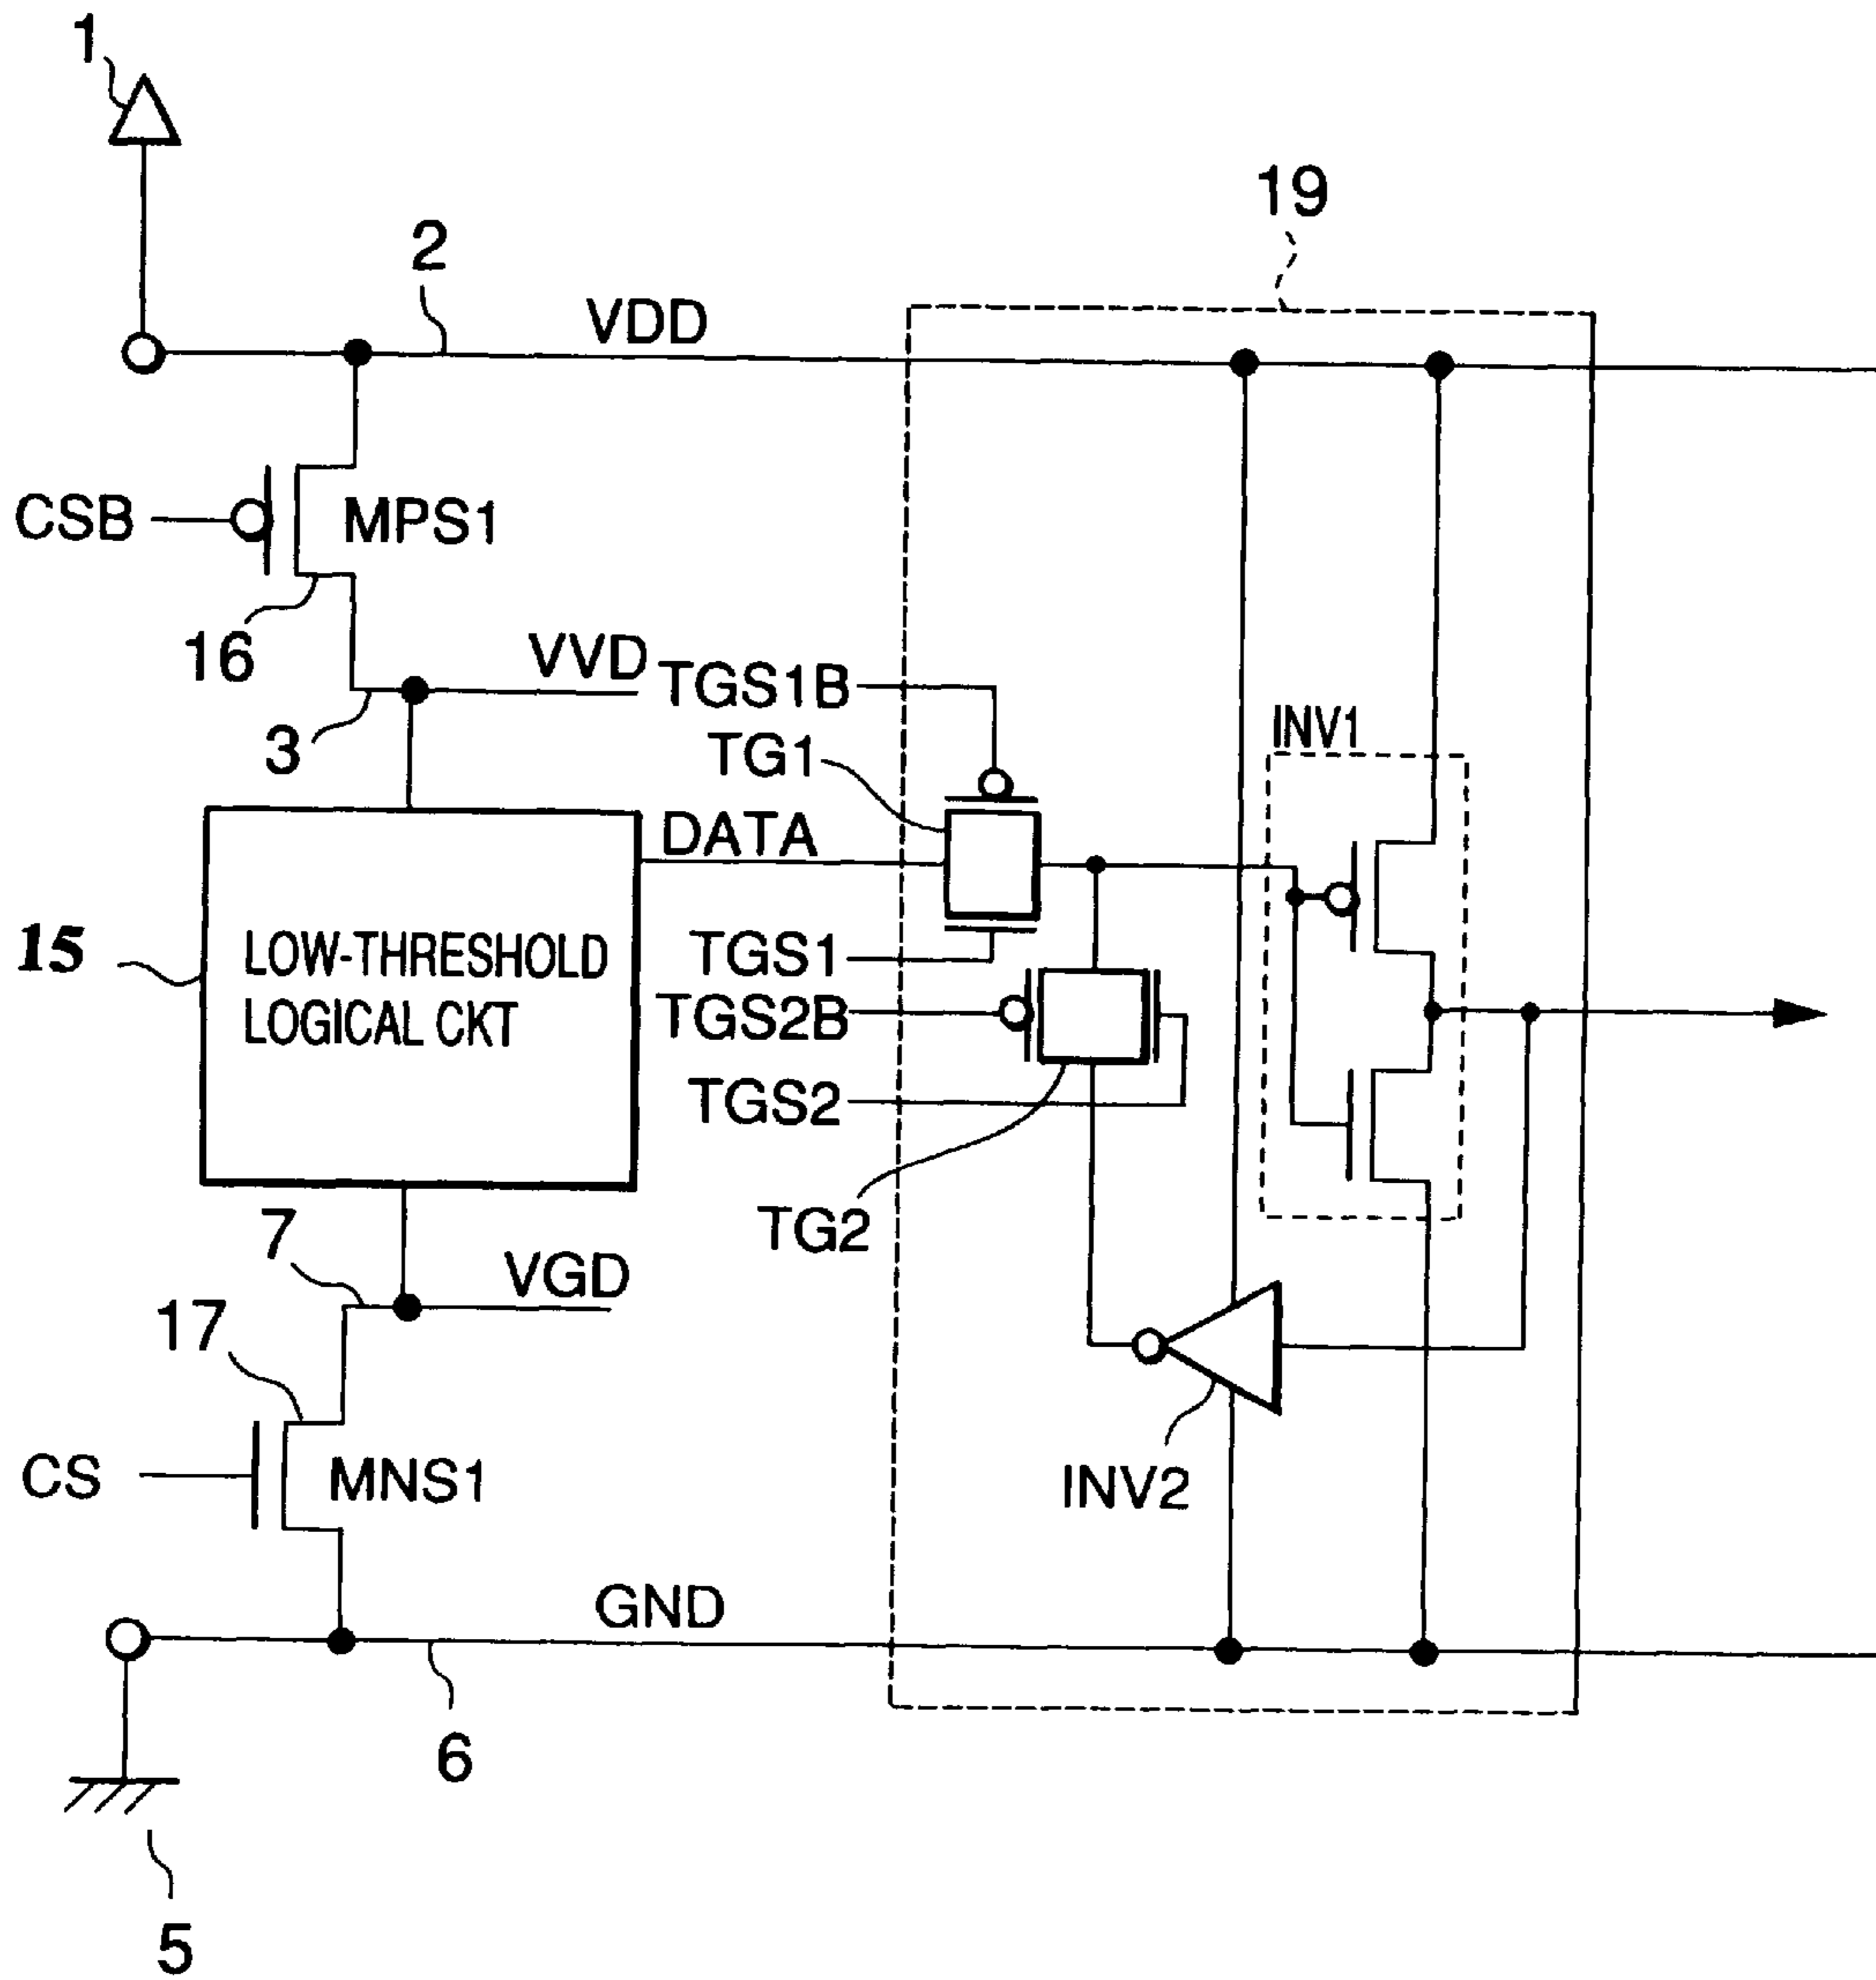 1
19
2
VDD
CSB
MPS1
16
VVD
TGS1B
3
TG1
INV1
DATA
15
LOW-THRESHOLD
LOGICAL CKT
TGS1
TGS2B
TGS2
7
TG2
VGD
17
CS
MNS1
INV2
GND
6
5